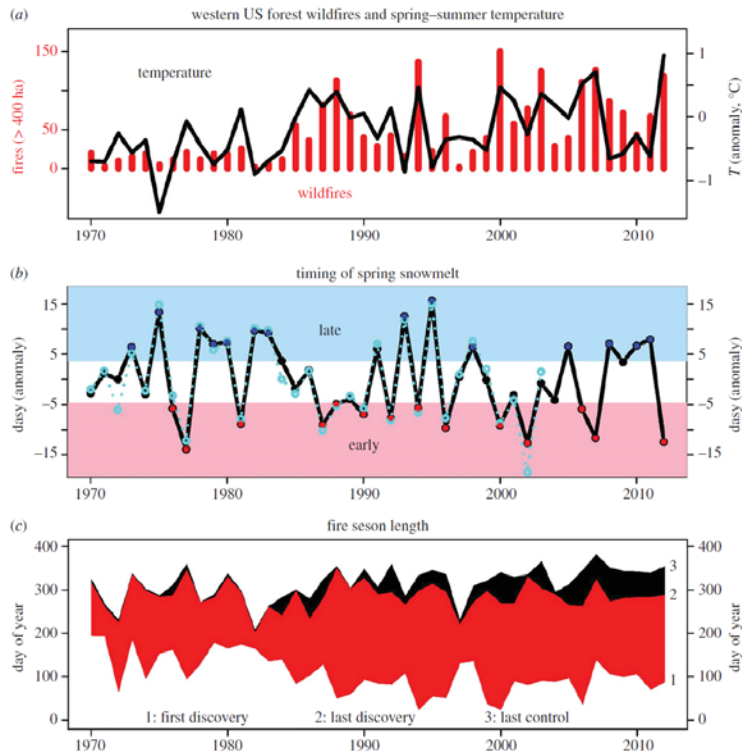 (a) western US forest wildfires and spring–summer temperature
150
50
0
fires (> 400 ha)
temperature
wildfires
1
0
−1
T (anomaly, °C)
1970 1980 1990 2000 2010
(b) timing of spring snowmelt
15
5
−5
−15
dasy (anomaly)
late
early
15
5
−5
−15
dasy (anomaly)
1970 1980 1990 2000 2010
(c) fire seson length
400
300
200
100
0
day of year
3
2
1
400
300
200
100
0
day of year
1: first discovery 2: last discovery 3: last control
1970 1980 1990 2000 2010